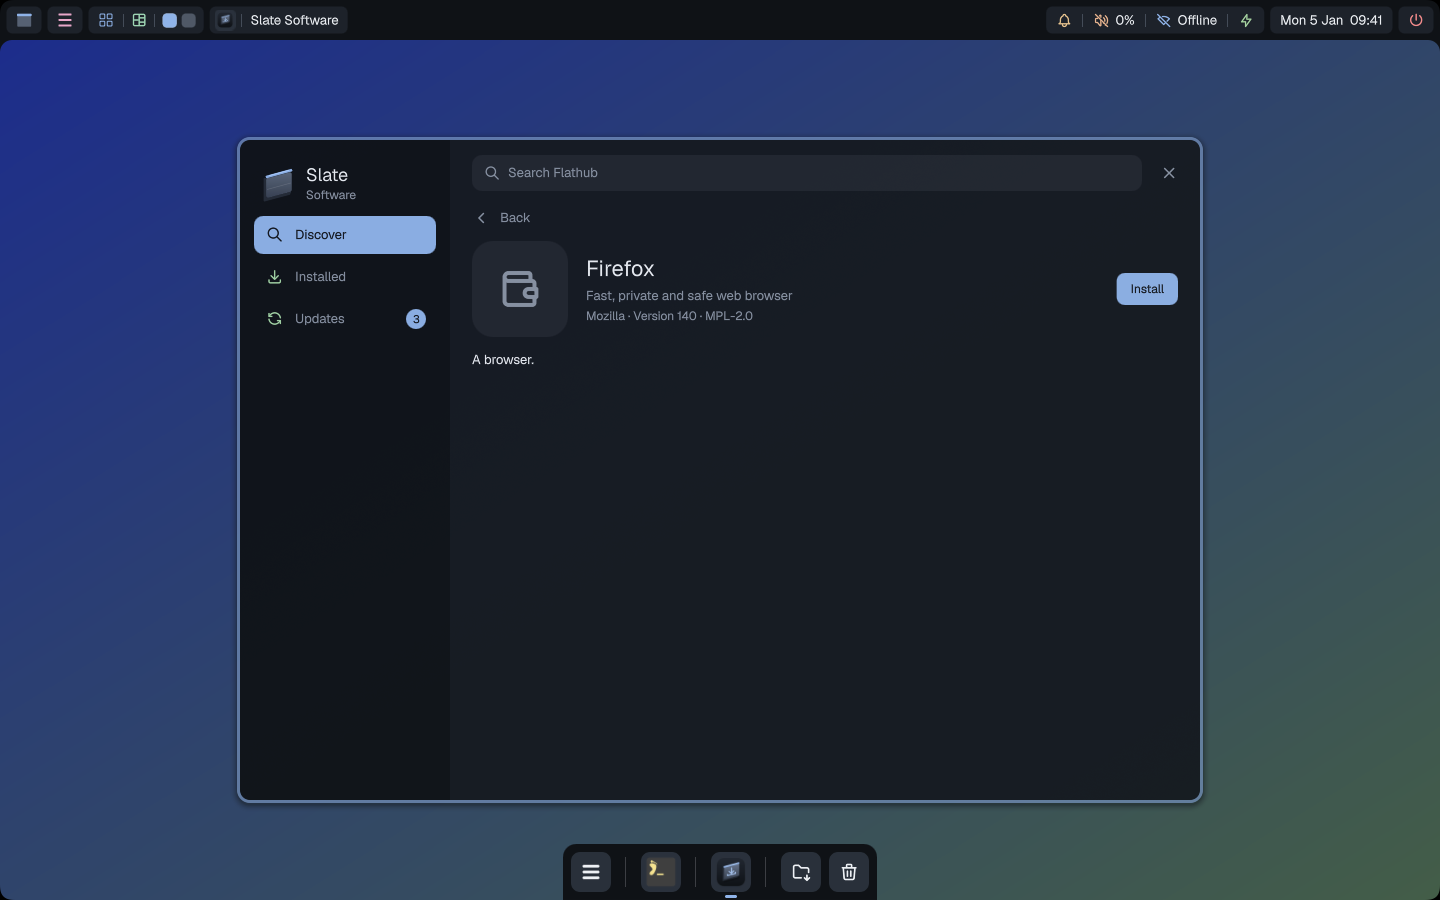 Slate Software
0%
Offline
Mon 5 Jan 09:41
Slate
Software
Discover
Installed
Updates
3
Search Flathub
Back
Firefox
Fast, private and safe web browser
Mozilla · Version 140 · MPL-2.0
Install
A browser.